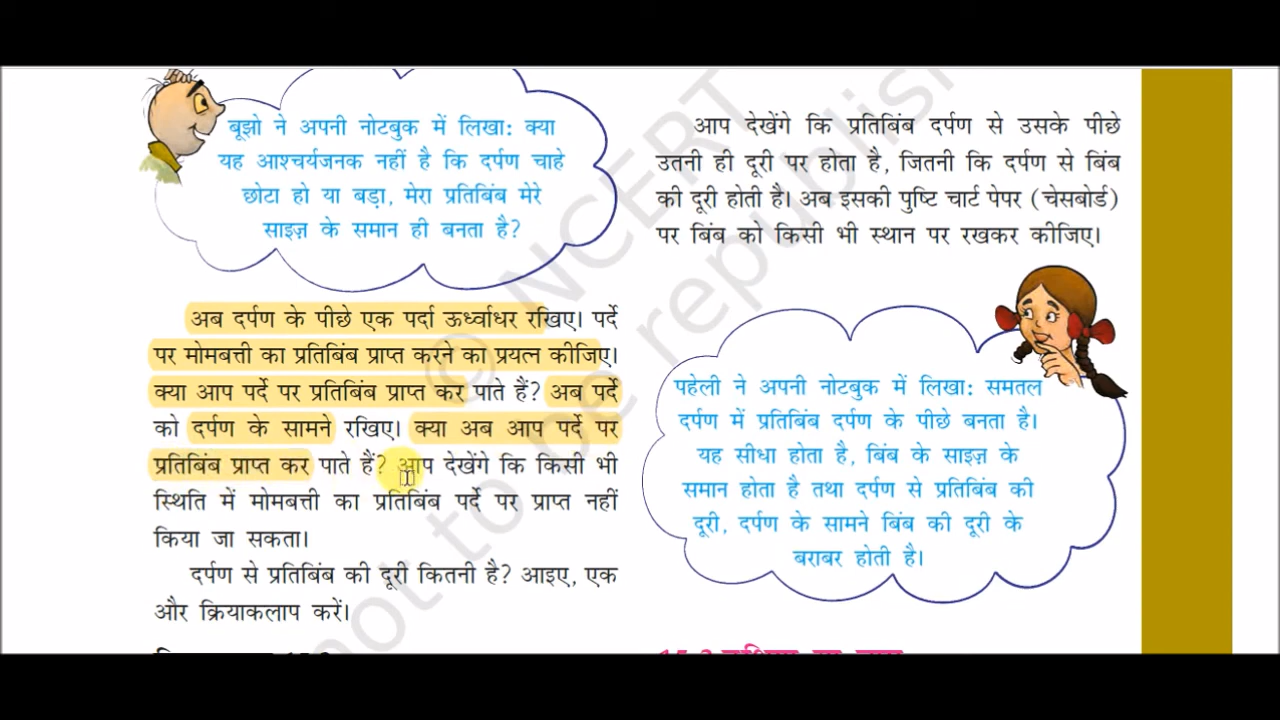 बूझो ने अपनी नोटबुक में लिखा: क्या
यह आश्चर्यजनक नहीं है कि दर्पण चाहे
छोटा हो या बड़ा, मेरा प्रतिबिंब मेरे
साइज़ के समान ही बनता है?
अब दर्पण के पीछे एक पर्दा ऊर्ध्वाधर रखिए। पर्दे
पर मोमबत्ती का प्रतिबिंब प्राप्त करने का प्रयत्न कीजिए।
क्या आप पर्दे पर प्रतिबिंब प्राप्त कर पाते हैं? अब पर्दे
को दर्पण के सामने रखिए। क्या अब आप पर्दे पर
प्रतिबिंब प्राप्त कर पाते हैं? आप देखेंगे कि किसी भी
स्थिति में मोमबत्ती का प्रतिबिंब पर्दे पर प्राप्त नहीं
किया जा सकता।
दर्पण से प्रतिबिंब की दूरी कितनी है? आइए, एक
और क्रियाकलाप करें।
आप देखेंगे कि प्रतिबिंब दर्पण से उसके पीछे
उतनी ही दूरी पर होता है, जितनी कि दर्पण से बिंब
की दूरी होती है। अब इसकी पुष्टि चार्ट पेपर (चेसबोर्ड)
पर बिंब को किसी भी स्थान पर रखकर कीजिए।
पहेली ने अपनी नोटबुक में लिखा: समतल
दर्पण में प्रतिबिंब दर्पण के पीछे बनता है।
यह सीधा होता है, बिंब के साइज़ के
समान होता है तथा दर्पण से प्रतिबिंब की
दूरी, दर्पण के सामने बिंब की दूरी के
बराबर होती है।
© NCERT
not to be republish